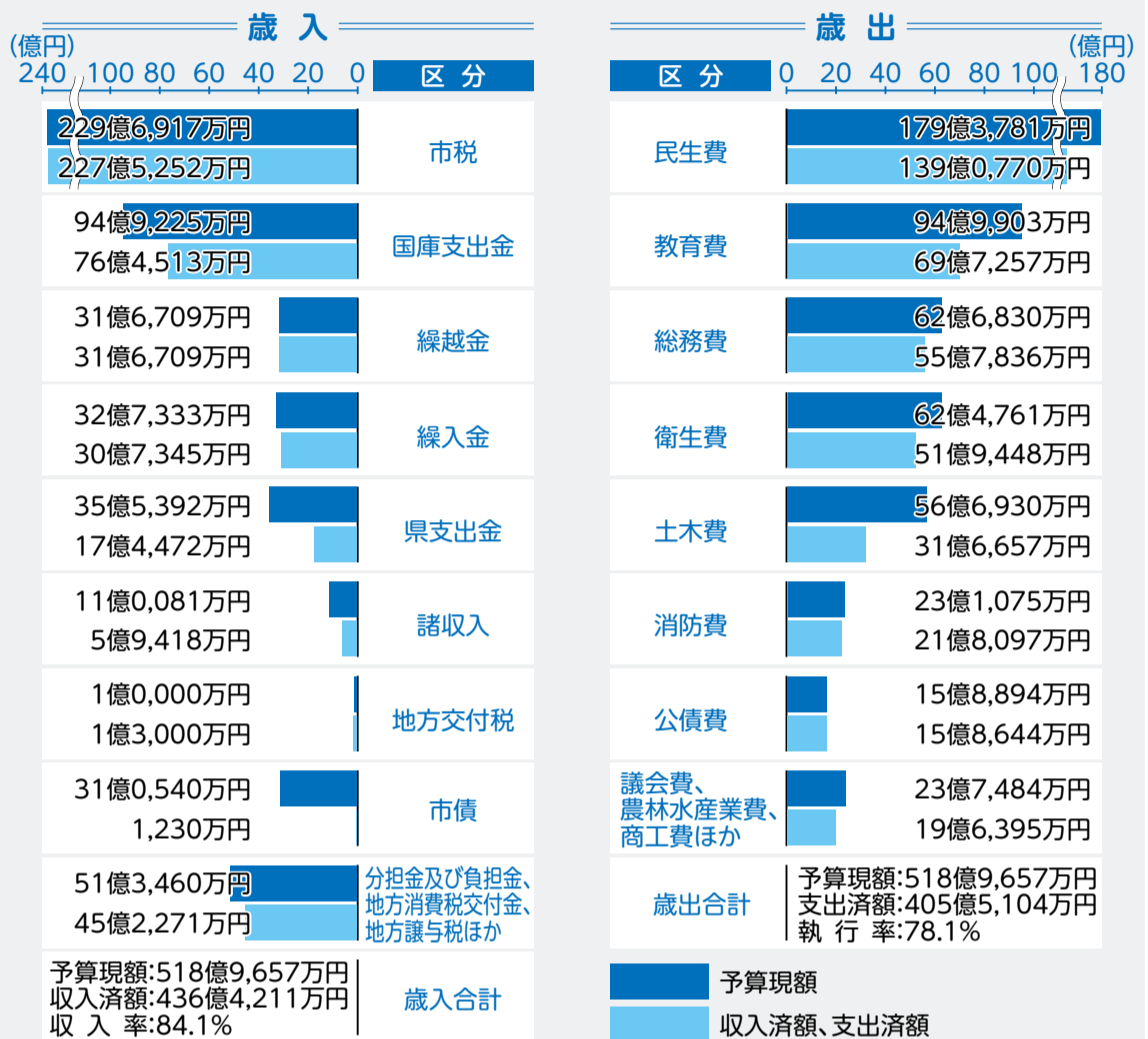 歳入
(億円)
240 100 80 60 40 20 0 区分
229億6,917万円
227億5,252万円
市税
94億9,225万円
76億4,513万円
国庫支出金
31億6,709万円
31億6,709万円
繰越金
32億7,333万円
30億7,345万円
繰入金
35億5,392万円
17億4,472万円
県支出金
11億0,081万円
5億9,418万円
諸収入
1億0,000万円
1億3,000万円
地方交付税
31億0,540万円
1,230万円
市債
51億3,460万円
45億2,271万円
分担金及び負担金、
地方消費税交付金、
地方譲与税ほか
予算現額:518億9,657万円
収入済額:436億4,211万円
収入率:84.1%
歳入合計
歳出
(億円)
区分 0 20 40 60 80 100 180
民生費
179億3,781万円
139億0,770万円
教育費
94億9,903万円
69億7,257万円
総務費
62億6,830万円
55億7,836万円
衛生費
62億4,761万円
51億9,448万円
土木費
56億6,930万円
31億6,657万円
消防費
23億1,075万円
21億8,097万円
公債費
15億8,894万円
15億8,644万円
議会費、
農林水産業費、
商工費ほか
23億7,484万円
19億6,395万円
歳出合計
予算現額:518億9,657万円
支出済額:405億5,104万円
執行率:78.1%
予算現額
収入済額、支出済額